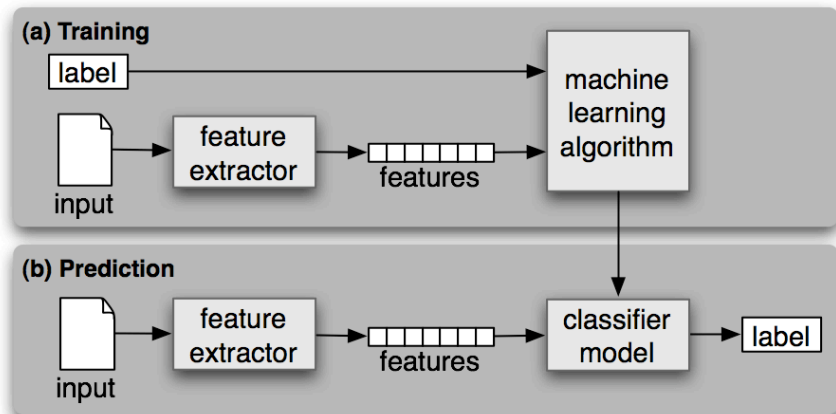 (a) Training
label
machine
learning
algorithm
feature
extractor
features
input
(b) Prediction
feature
extractor
features
input
classifier
model
label